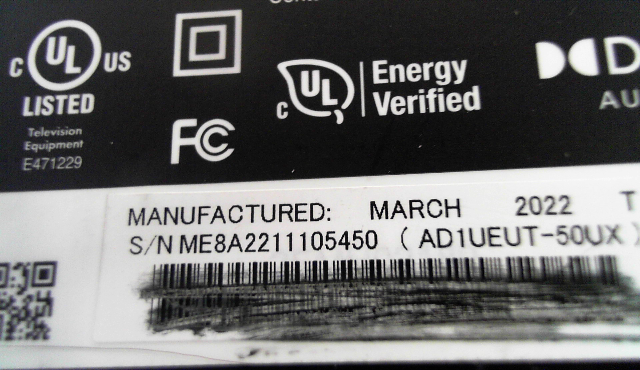 c UL US
LISTED
Television
Equipment
E471229
FC
c UL Energy
Verified
AU
MANUFACTURED: MARCH 2022 T
S/N ME8A2211105450 ( AD1UEUT-50UX )